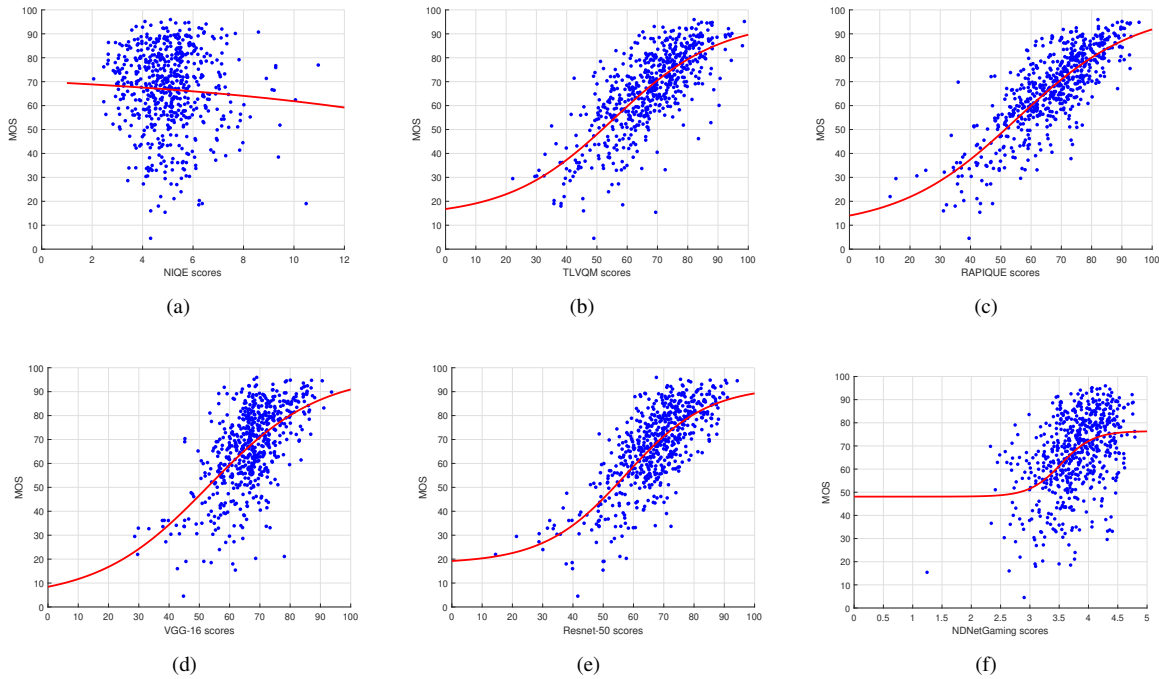 100
90
80
70
60
50
40
30
20
10
0
MOS
0 2 4 6 8 10 12
NIQE scores
(a)
100
90
80
70
60
50
40
30
20
10
0
MOS
0 10 20 30 40 50 60 70 80 90 100
TLVQM scores
(b)
100
90
80
70
60
50
40
30
20
10
0
MOS
0 10 20 30 40 50 60 70 80 90 100
RAPIQUE scores
(c)
100
90
80
70
60
50
40
30
20
10
0
MOS
0 10 20 30 40 50 60 70 80 90 100
VGG-16 scores
(d)
100
90
80
70
60
50
40
30
20
10
0
MOS
0 10 20 30 40 50 60 70 80 90 100
Resnet-50 scores
(e)
100
90
80
70
60
50
40
30
20
10
0
MOS
0 0.5 1 1.5 2 2.5 3 3.5 4 4.5 5
NDNetGaming scores
(f)